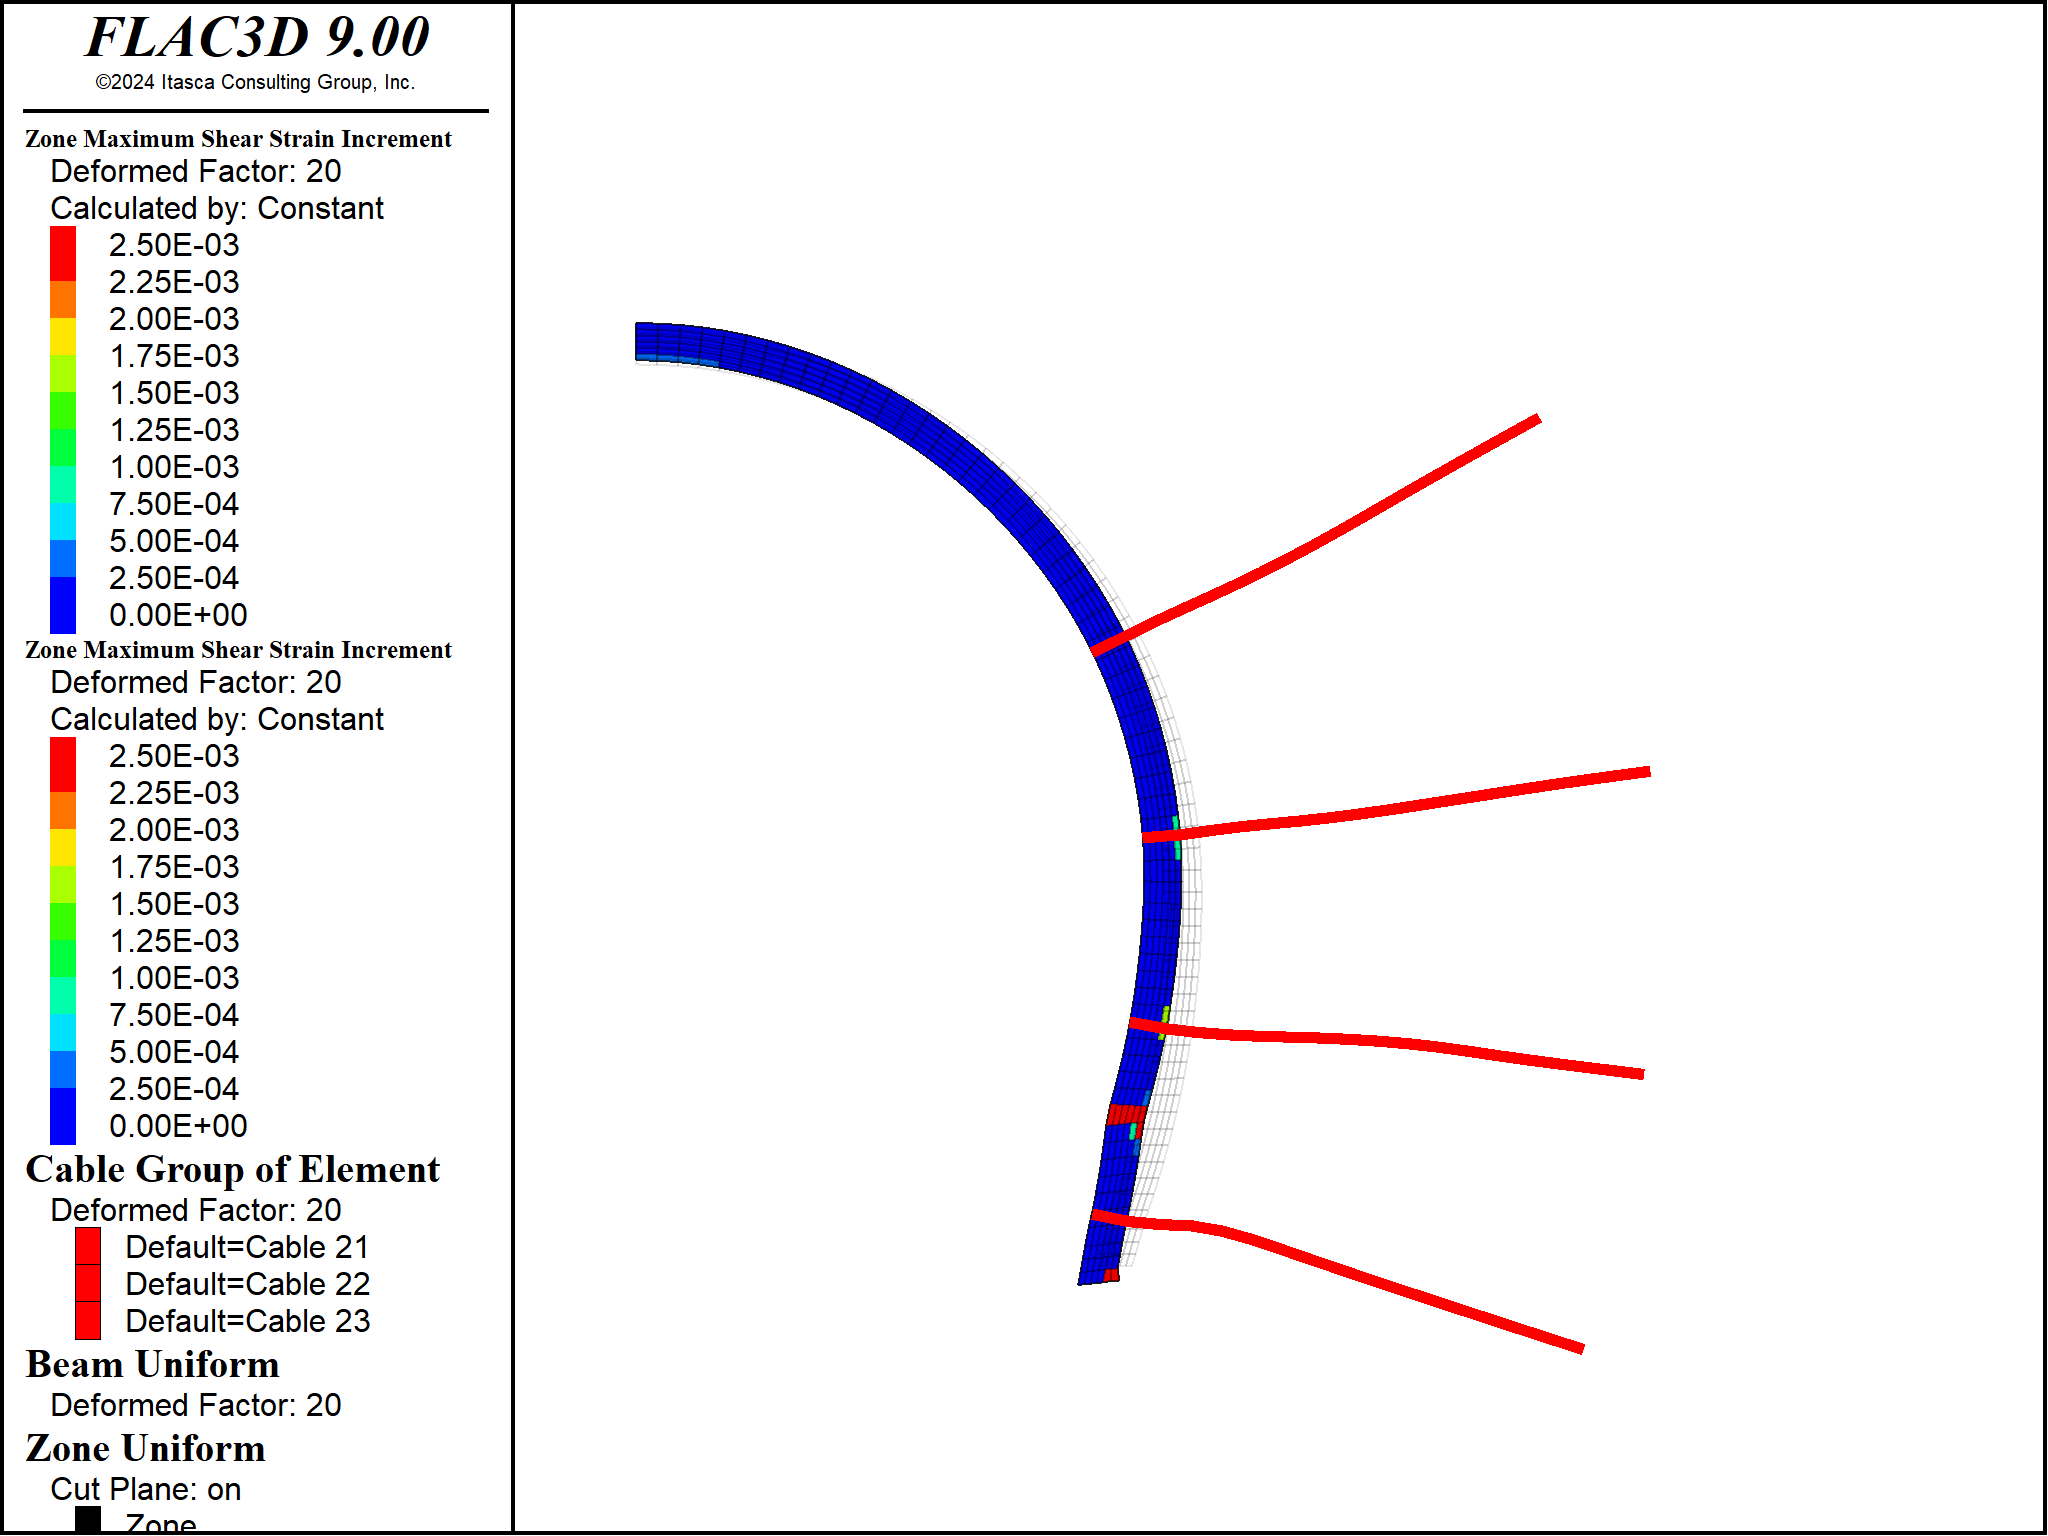 FLAC3D 9.00
©2024 Itasca Consulting Group, Inc.
Zone Maximum Shear Strain Increment
Deformed Factor: 20
Calculated by: Constant
2.50E-03
2.25E-03
2.00E-03
1.75E-03
1.50E-03
1.25E-03
1.00E-03
7.50E-04
5.00E-04
2.50E-04
0.00E+00
Zone Maximum Shear Strain Increment
Deformed Factor: 20
Calculated by: Constant
2.50E-03
2.25E-03
2.00E-03
1.75E-03
1.50E-03
1.25E-03
1.00E-03
7.50E-04
5.00E-04
2.50E-04
0.00E+00
Cable Group of Element
Deformed Factor: 20
Default=Cable 21
Default=Cable 22
Default=Cable 23
Beam Uniform
Deformed Factor: 20
Zone Uniform
Cut Plane: on
Zone